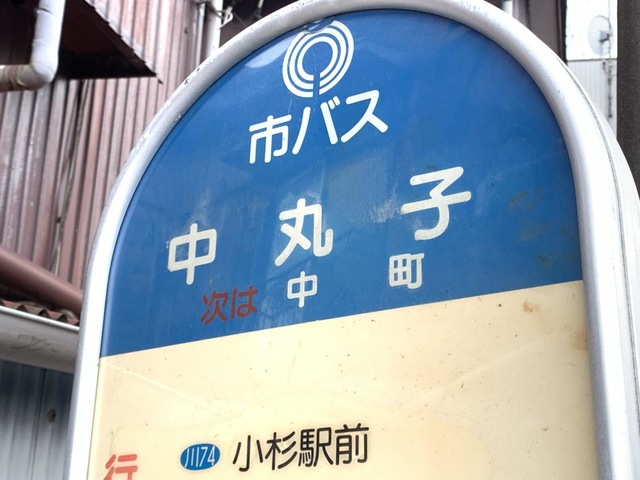 市バス
中丸子
次は 中町
川74 小杉駅前
行